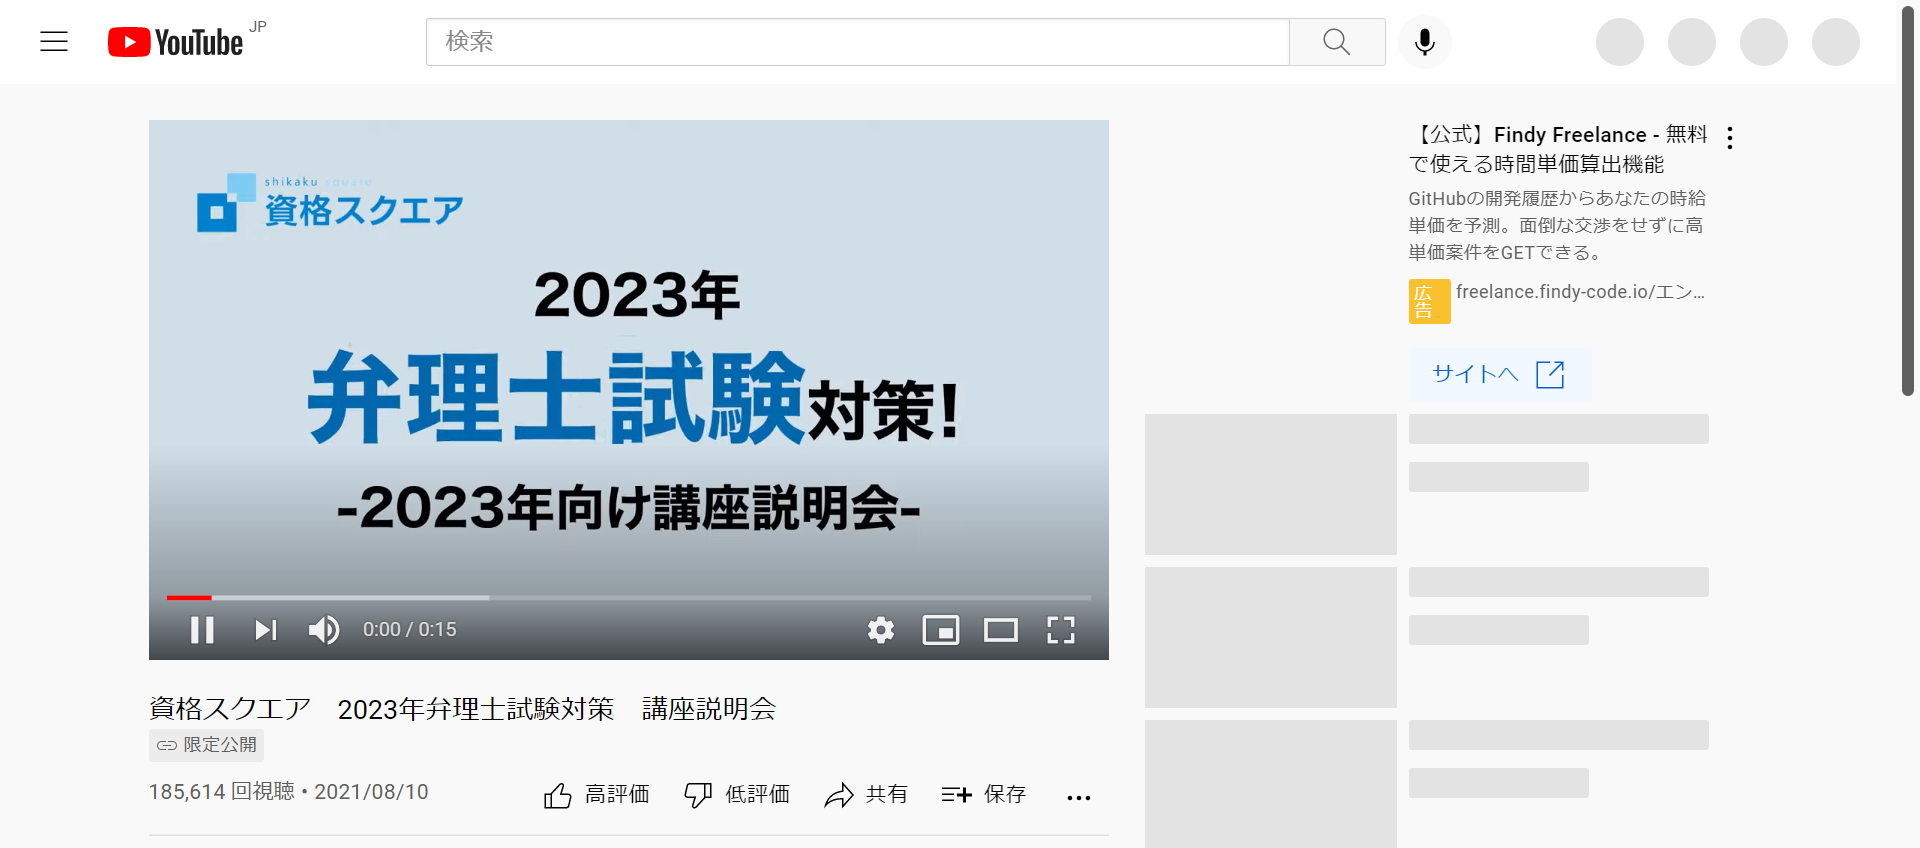 YouTube JP
検索
shikaku square
資格スクエア
2023年
弁理士試験対策!
-2023年向け講座説明会-
0:00 / 0:15
資格スクエア　2023年弁理士試験対策　講座説明会
限定公開
185,614 回視聴 • 2021/08/10
高評価
低評価
共有
保存
【公式】Findy Freelance - 無料
で使える時間単価算出機能
GitHubの開発履歴からあなたの時給
単価を予測。面倒な交渉をせずに高
単価案件をGETできる。
広告
freelance.findy-code.io/エン...
サイトへ